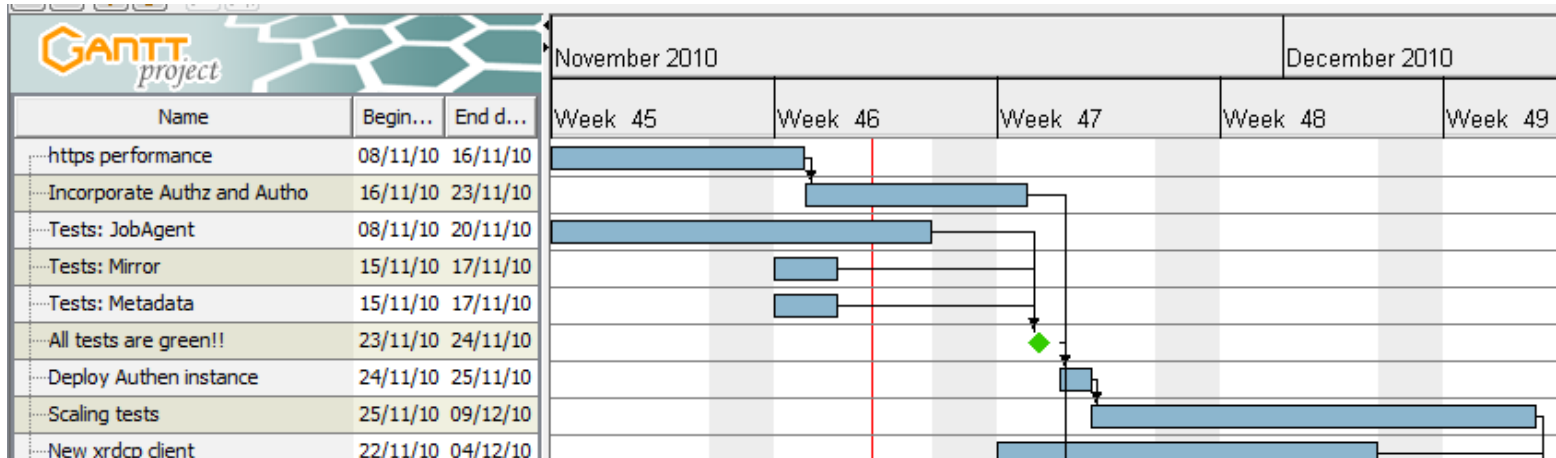 GANTT
project
November 2010 December 2010
Name Begin... End d... Week 45 Week 46 Week 47 Week 48 Week 49
https performance 08/11/10 16/11/10
Incorporate Authz and Autho 16/11/10 23/11/10
Tests: JobAgent 08/11/10 20/11/10
Tests: Mirror 15/11/10 17/11/10
Tests: Metadata 15/11/10 17/11/10
All tests are green!! 23/11/10 24/11/10
Deploy Authen instance 24/11/10 25/11/10
Scaling tests 25/11/10 09/12/10
New xrdcp client 22/11/10 04/12/10